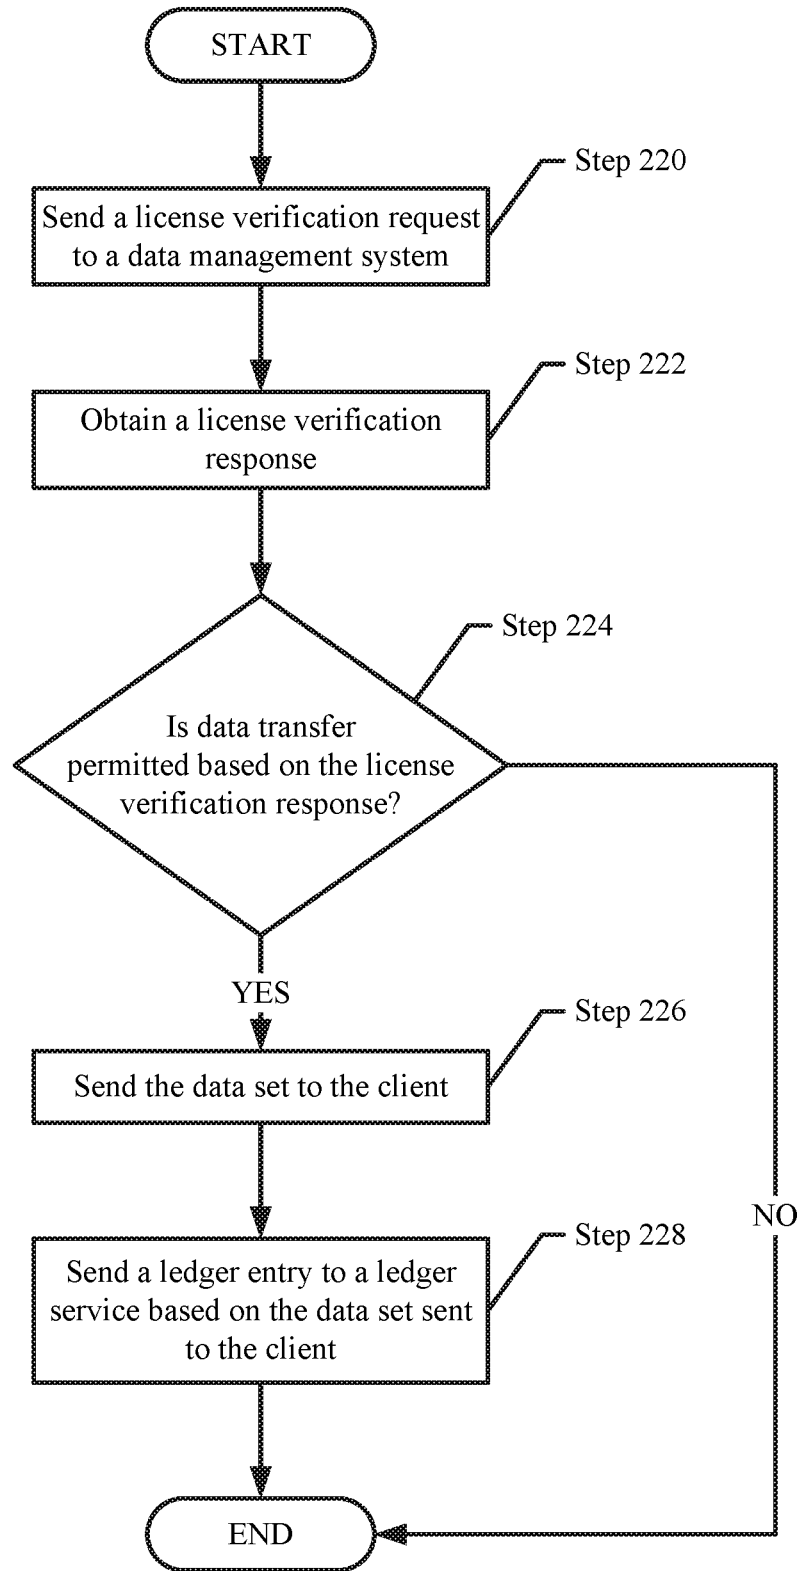 START
Step 220
Send a license verification request
to a data management system
Step 222
Obtain a license verification
response
Step 224
Is data transfer
permitted based on the license
verification response?
YES
Step 226
Send the data set to the client
NO
Step 228
Send a ledger entry to a ledger
service based on the data set sent
to the client
END